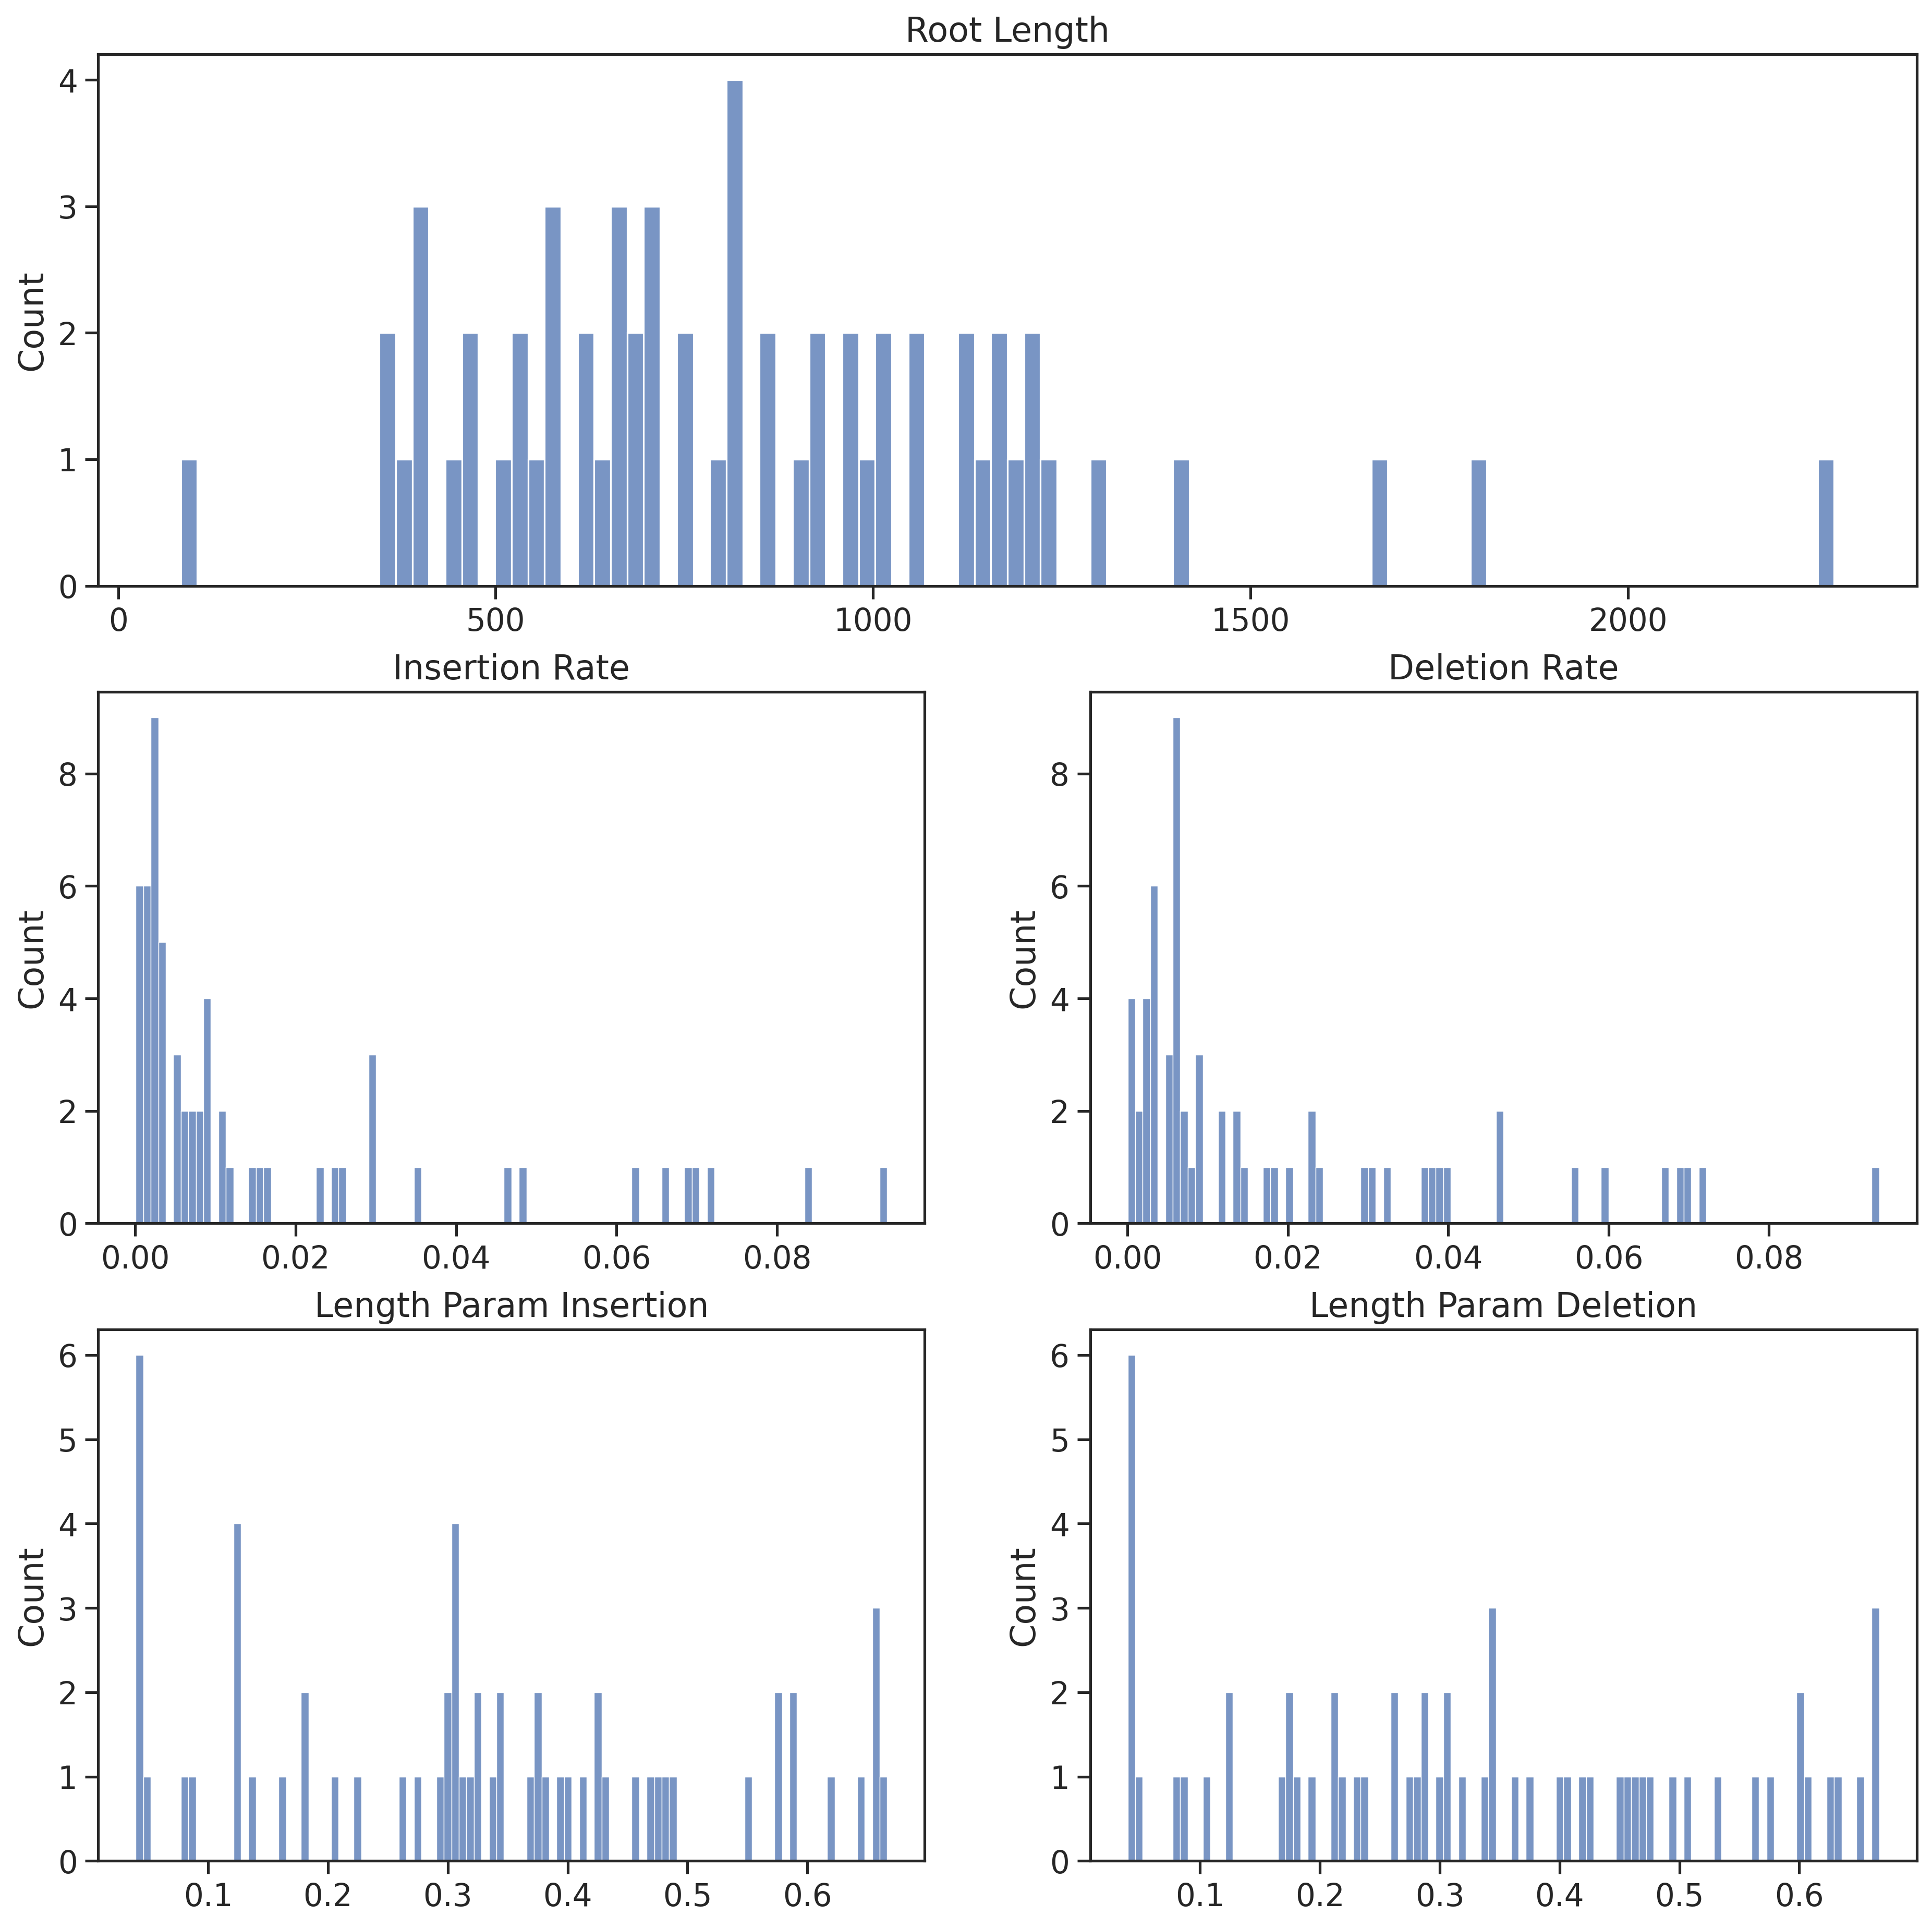 Root Length
Count
4
3
2
1
0
0 500 1000 1500 2000
Insertion Rate
Count
8
6
4
2
0
0.00 0.02 0.04 0.06 0.08
Deletion Rate
Count
8
6
4
2
0
0.00 0.02 0.04 0.06 0.08
Length Param Insertion
Count
6
5
4
3
2
1
0
0.1 0.2 0.3 0.4 0.5 0.6
Length Param Deletion
Count
6
5
4
3
2
1
0
0.1 0.2 0.3 0.4 0.5 0.6